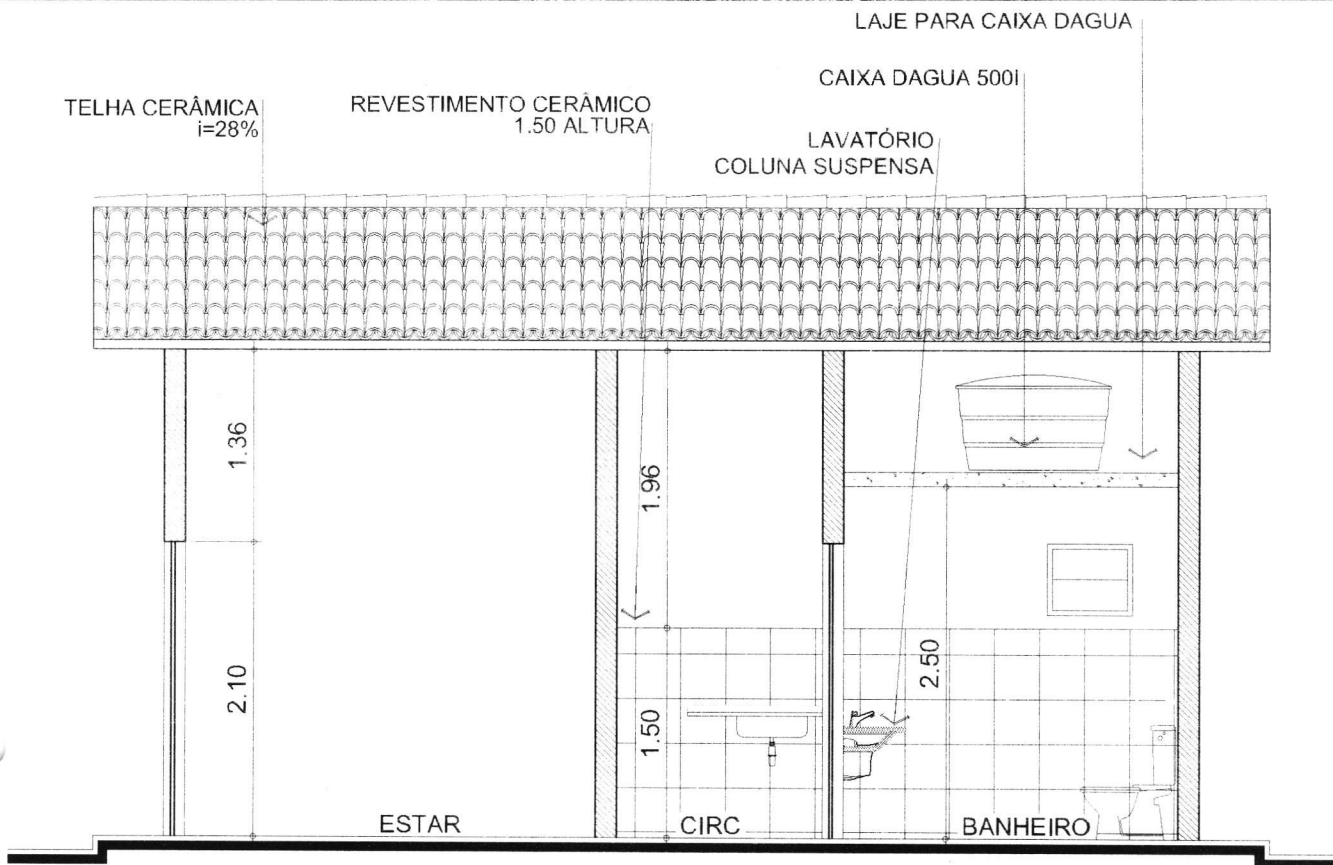 LAJE PARA CAIXA DAGUA
CAIXA DAGUA 500l
TELHA CERÂMICA
i=28%
REVESTIMENTO CERÂMICO
1.50 ALTURA
LAVATÓRIO
COLUNA SUSPENSA
1.36
1.96
2.10
1.50
2.50
ESTAR
CIRC
BANHEIRO